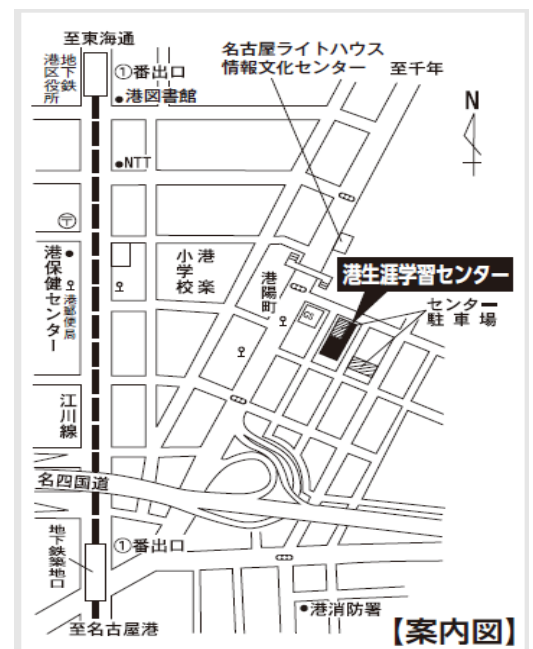 至東海通
地下鉄
港区役所
①番出口
港図書館
名古屋ライトハウス
情報文化センター
至千年
N
NTT
〒
港保健センター
港郵便局
港楽
小学校
港陽町
GS
港生涯学習センター
センター
駐車場
江川線
名四国道
地下鉄築地口
①番出口
至名古屋港
港消防署
【案内図】